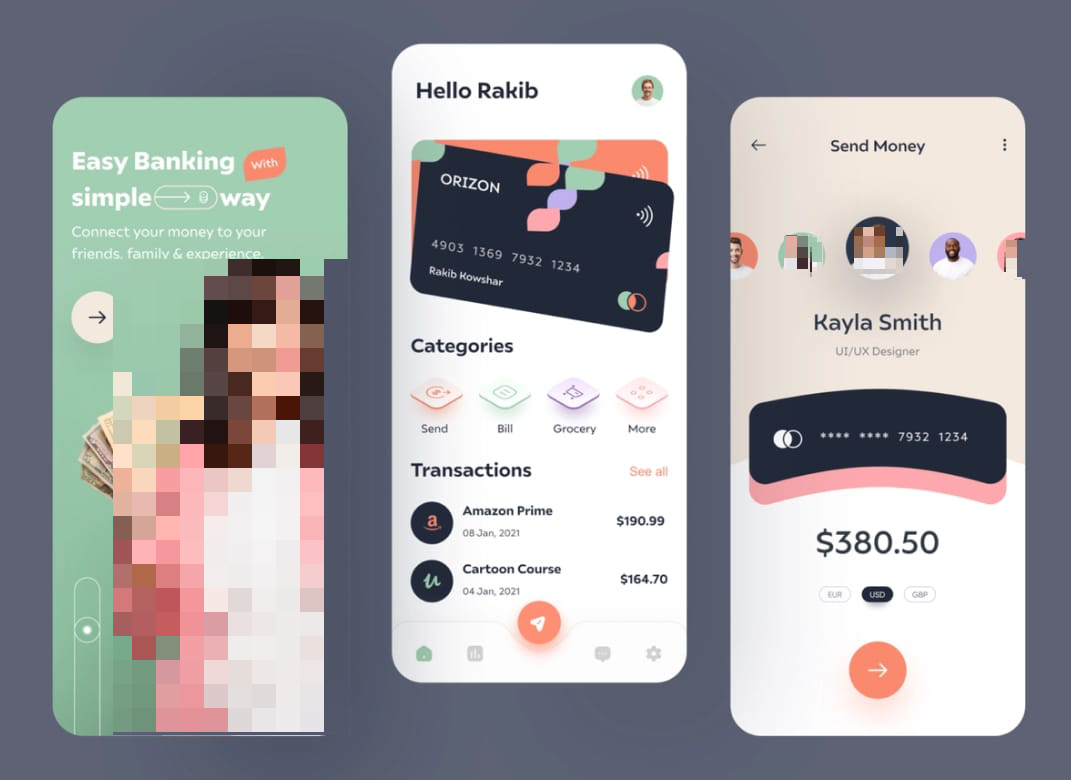 Easy Banking With
simple way
Connect your money to your
friends, family & experience.
Hello Rakib
ORIZON
4903 1369 7932 1234
Rakib Kowshar
Categories
Send Bill Grocery More
Transactions See all
Amazon Prime
$190.99
08 Jan, 2021
Cartoon Course
$164.70
04 Jan, 2021
Send Money
Kayla Smith
UI/UX Designer
**** **** 7932 1234
$380.50
EUR USD GBP